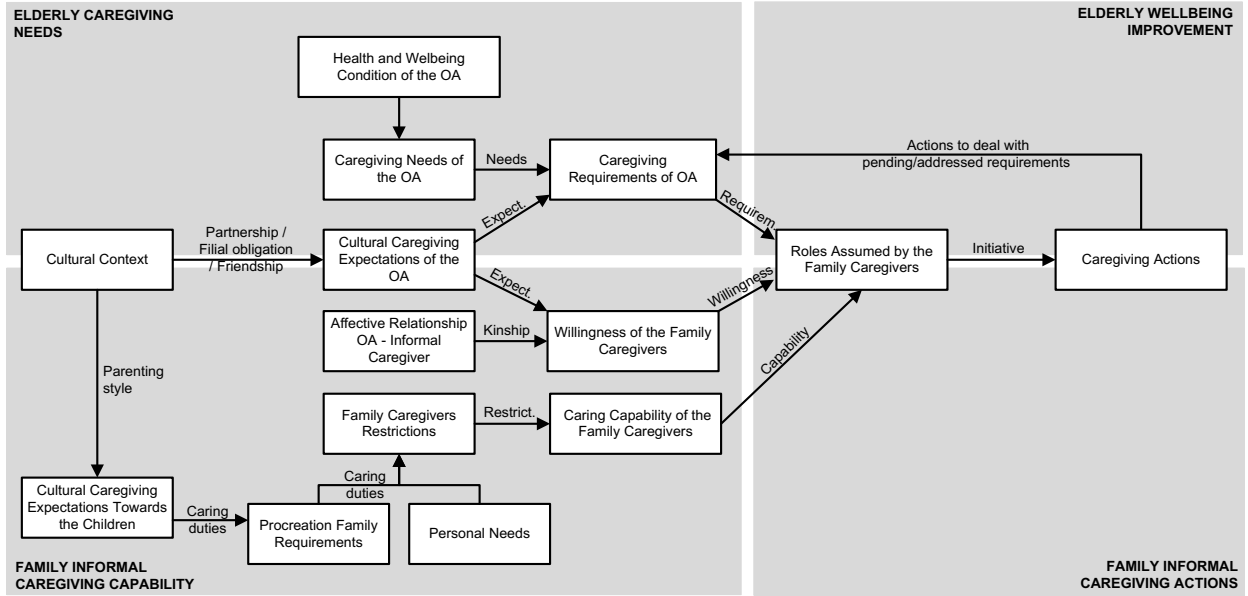 ELDERLY CAREGIVING
NEEDS
ELDERLY WELLBEING
IMPROVEMENT
Health and Welbeing
Condition of the OA
Caregiving Needs of
the OA
Needs
Caregiving
Requirements of OA
Actions to deal with
pending/addressed requirements
Expect.
Requirem.
Cultural Context
Partnership /
Filial obligation
/ Friendship
Cultural Caregiving
Expectations of the
OA
Roles Assumed by the
Family Caregivers
Initiative
Caregiving Actions
Expect.
Willingness
Affective Relationship
OA - Informal
Caregiver
Kinship
Willingness of the Family
Caregivers
Capability
Parenting
style
Family Caregivers
Restrictions
Restrict.
Caring Capability of the
Family Caregivers
Caring
duties
Cultural Caregiving
Expectations Towards
the Children
Caring
duties
Procreation Family
Requirements
Personal Needs
FAMILY INFORMAL
CAREGIVING CAPABILITY
FAMILY INFORMAL
CAREGIVING ACTIONS